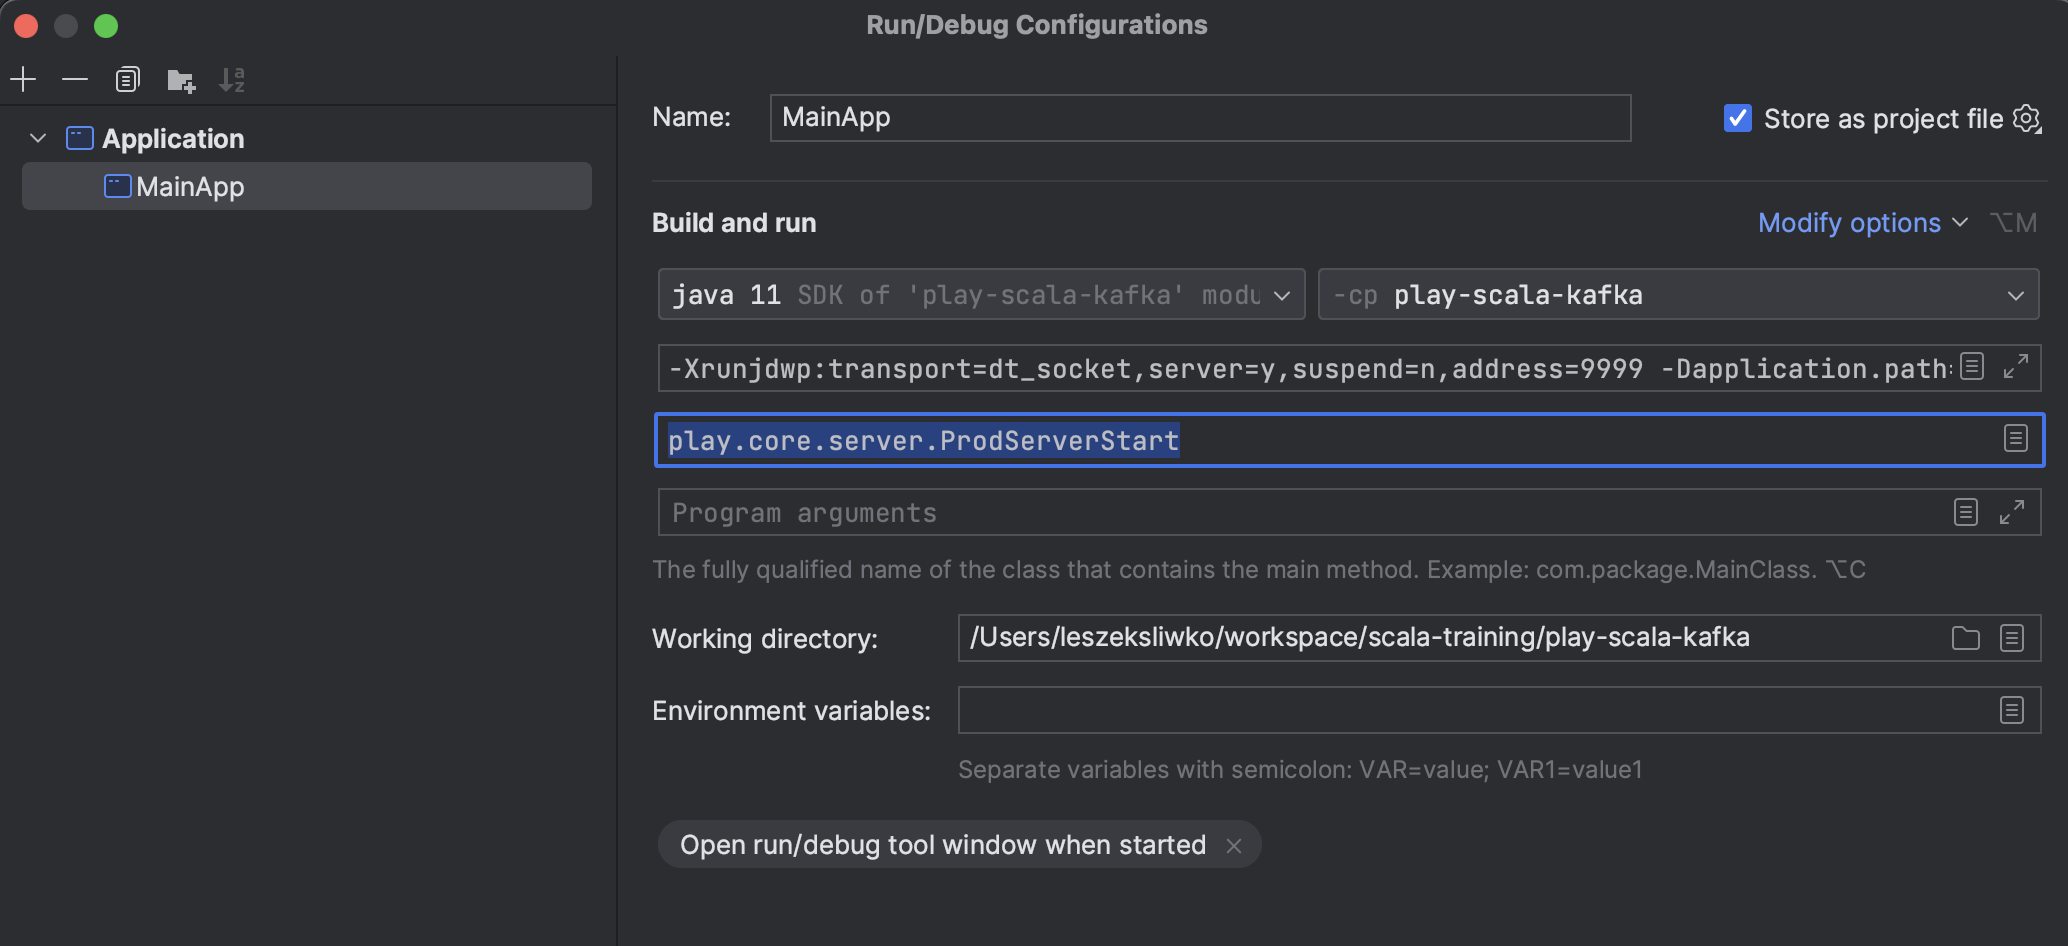 Run/Debug Configurations
Application
MainApp
Name: MainApp
Store as project file
Build and run
Modify options ⌥M
java 11 SDK of 'play-scala-kafka' modu
-cp play-scala-kafka
-Xrunjdwp:transport=dt_socket,server=y,suspend=n,address=9999 -Dapplication.path=
play.core.server.ProdServerStart
Program arguments
The fully qualified name of the class that contains the main method. Example: com.package.MainClass. ⌥C
Working directory: /Users/leszeksliwko/workspace/scala-training/play-scala-kafka
Environment variables:
Separate variables with semicolon: VAR=value; VAR1=value1
Open run/debug tool window when started